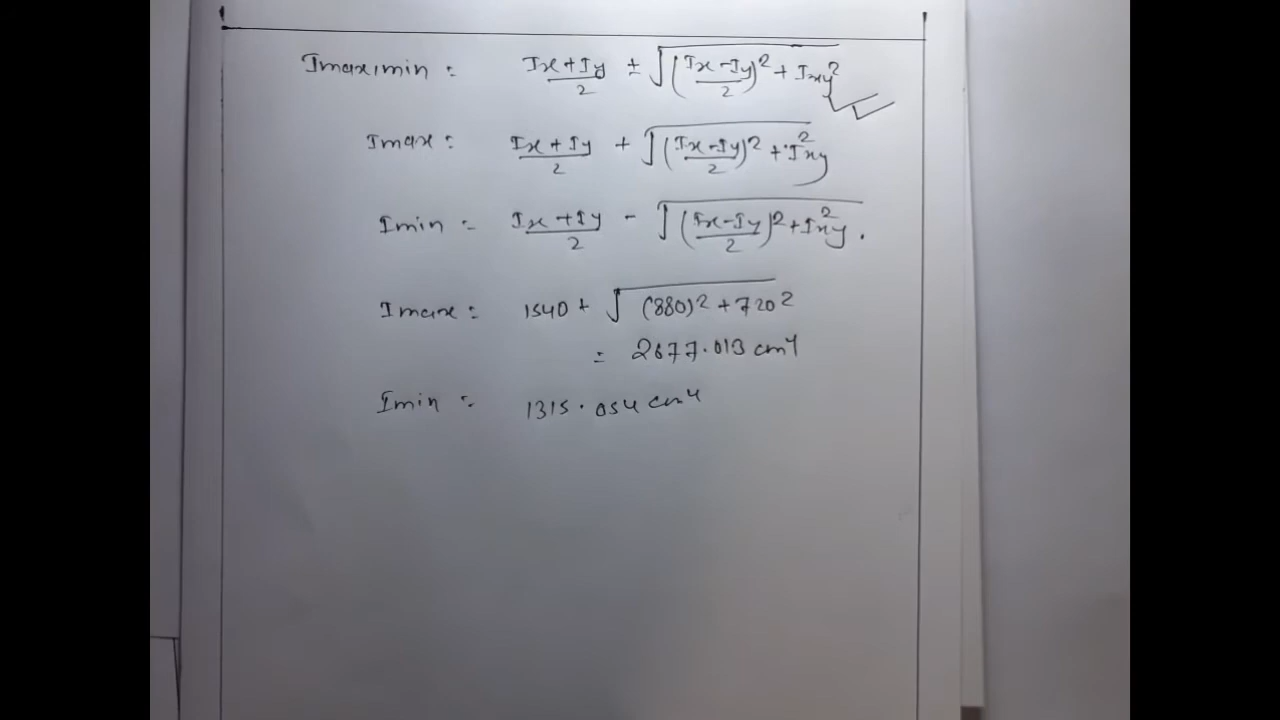 Imax,min = Ix+Iy/2 ± √((Ix-Iy/2)² + Ixy²)
Imax = Ix+Iy/2 + √((Ix-Iy/2)² + I²xy)
Imin = Ix+Iy/2 - √((Ix-Iy/2)² + I²xy) .
Imax = 1540 + √((880)² + 720²)
= 2677.013 cm⁴
Imin = 1315.054 cm⁴